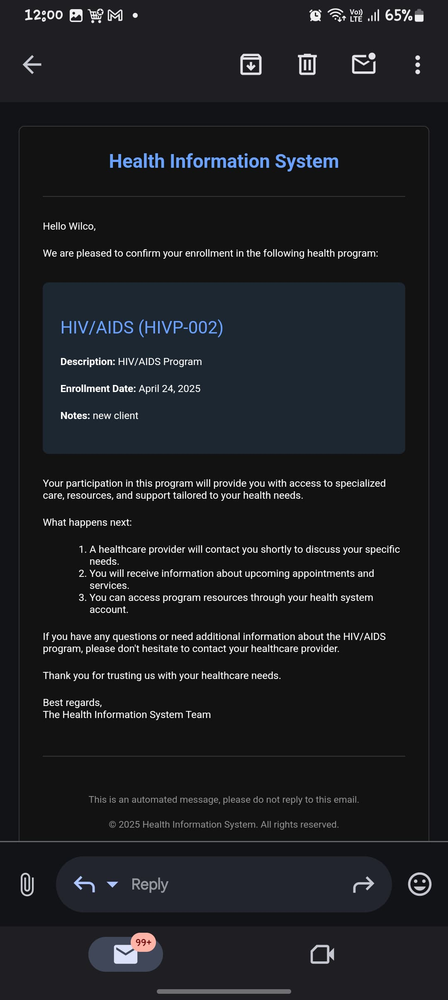 12:00
Vo)) LTE
65%
Health Information System
Hello Wilco,
We are pleased to confirm your enrollment in the following health program:
HIV/AIDS (HIVP-002)
Description: HIV/AIDS Program
Enrollment Date: April 24, 2025
Notes: new client
Your participation in this program will provide you with access to specialized
care, resources, and support tailored to your health needs.
What happens next:
1. A healthcare provider will contact you shortly to discuss your specific
needs.
2. You will receive information about upcoming appointments and
services.
3. You can access program resources through your health system
account.
If you have any questions or need additional information about the HIV/AIDS
program, please don't hesitate to contact your healthcare provider.
Thank you for trusting us with your healthcare needs.
Best regards,
The Health Information System Team
This is an automated message, please do not reply to this email.
© 2025 Health Information System. All rights reserved.
Reply
99+